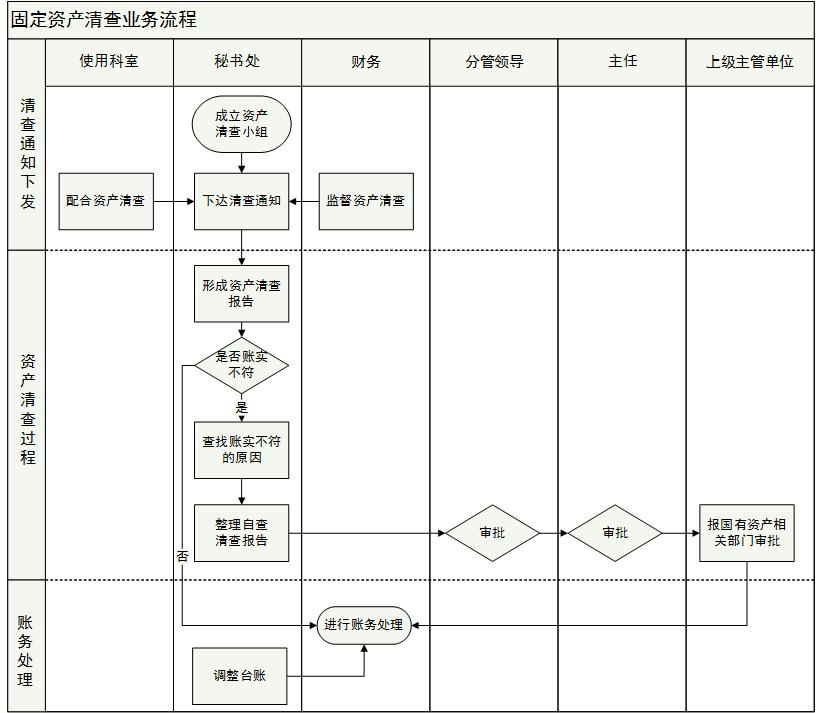 固定资产清查业务流程
使用科室
秘书处
财务
分管领导
主任
上级主管单位
清查通知下发
成立资产
清查小组
配合资产清查
下达清查通知
监督资产清查
资产清查过程
形成资产清查
报告
是否账实
不符
是
查找账实不符
的原因
整理自查
清查报告
审批
审批
报国有资产相
关部门审批
否
账务处理
进行账务处理
调整台账